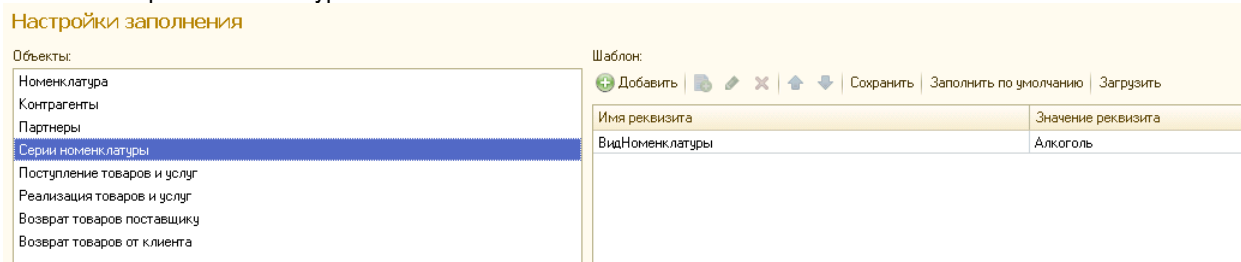 Настройки заполнения
Объекты:
Номенклатура
Контрагенты
Партнеры
Серии номенклатуры
Поступление товаров и услуг
Реализация товаров и услуг
Возврат товаров поставщику
Возврат товаров от клиента
Шаблон:
Добавить Сохранить Заполнить по умолчанию Загрузить
Имя реквизита Значение реквизита
ВидНоменклатуры Алкоголь